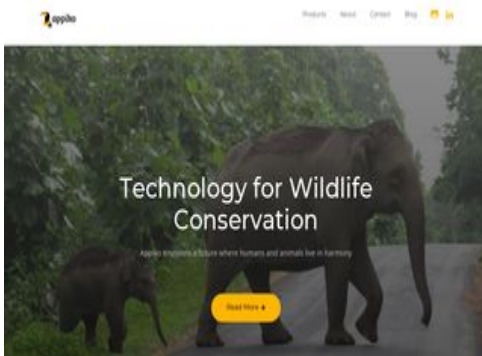 appiko
Products About Contact Blog
Technology for Wildlife
Conservation
Appiko envisions a future where humans and animals live in harmony
Read More